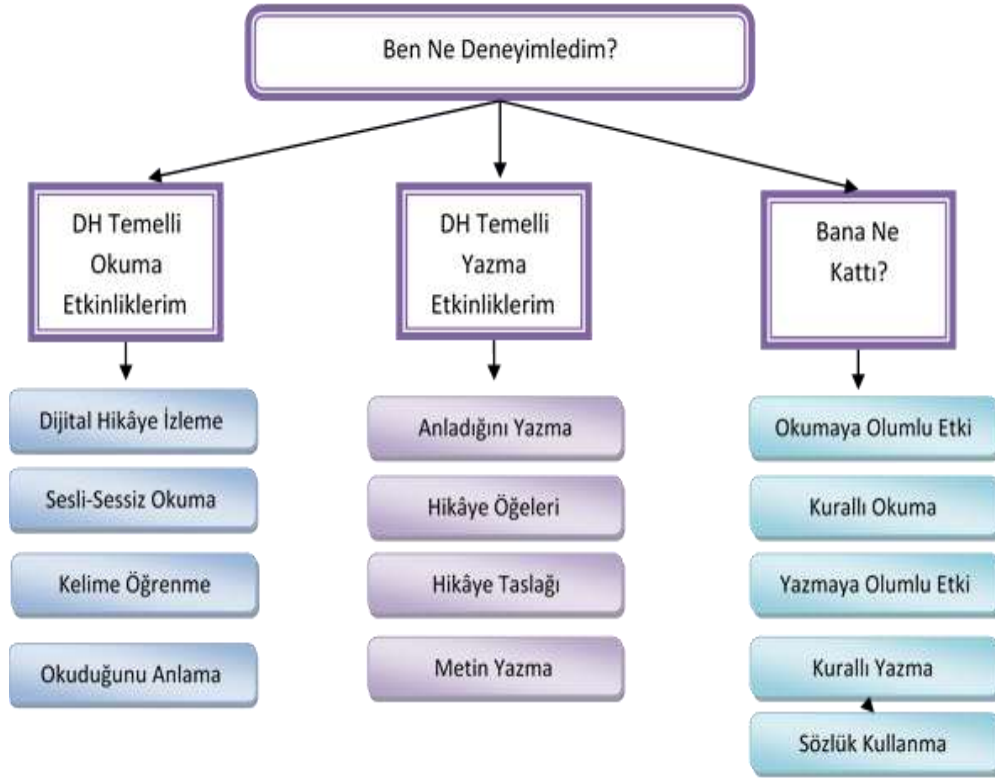 Ben Ne Deneyimledim?
DH Temelli
Okuma
Etkinliklerim
DH Temelli
Yazma
Etkinliklerim
Bana Ne
Kattı?
Dijital Hikâye İzleme
Sesli-Sessiz Okuma
Kelime Öğrenme
Okuduğunu Anlama
Anladığını Yazma
Hikâye Öğeleri
Hikâye Taslağı
Metin Yazma
Okumaya Olumlu Etki
Kurallı Okuma
Yazmaya Olumlu Etki
Kurallı Yazma
Sözlük Kullanma